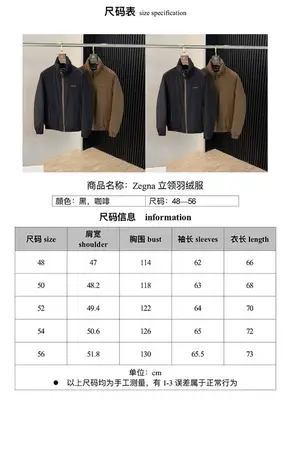 尺码表 size specification
商品名称：Zegna 立领羽绒服
顏色：黑，咖啡 尺码：48—56
尺码信息 information
尺码 size 肩宽 shoulder 胸围 bust 袖长 sleeves 衣长 length
48 47 114 62 66
50 48.2 118 63 68
52 49.4 122 64 70
54 50.6 126 65 72
56 51.8 130 65.5 73
单位：cm
● 以上尺码均为手工测量，有 1-3 误差属于正常行为